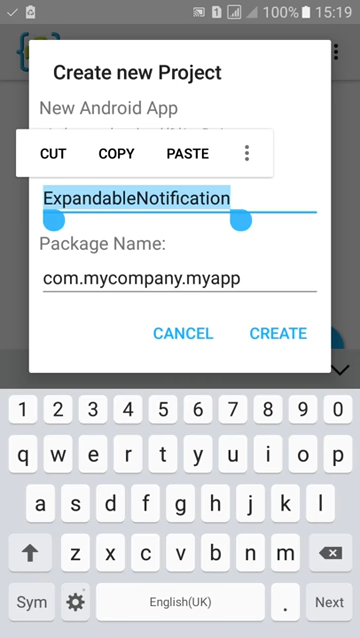 100% 15:19
Create new Project
New Android App
CUT COPY PASTE
ExpandableNotification
Package Name:
com.mycompany.myapp
CANCEL CREATE
1 2 3 4 5 6 7 8 9 0
q w e r t y u i o p
a s d f g h j k l
z x c v b n m
Sym English(UK) . Next